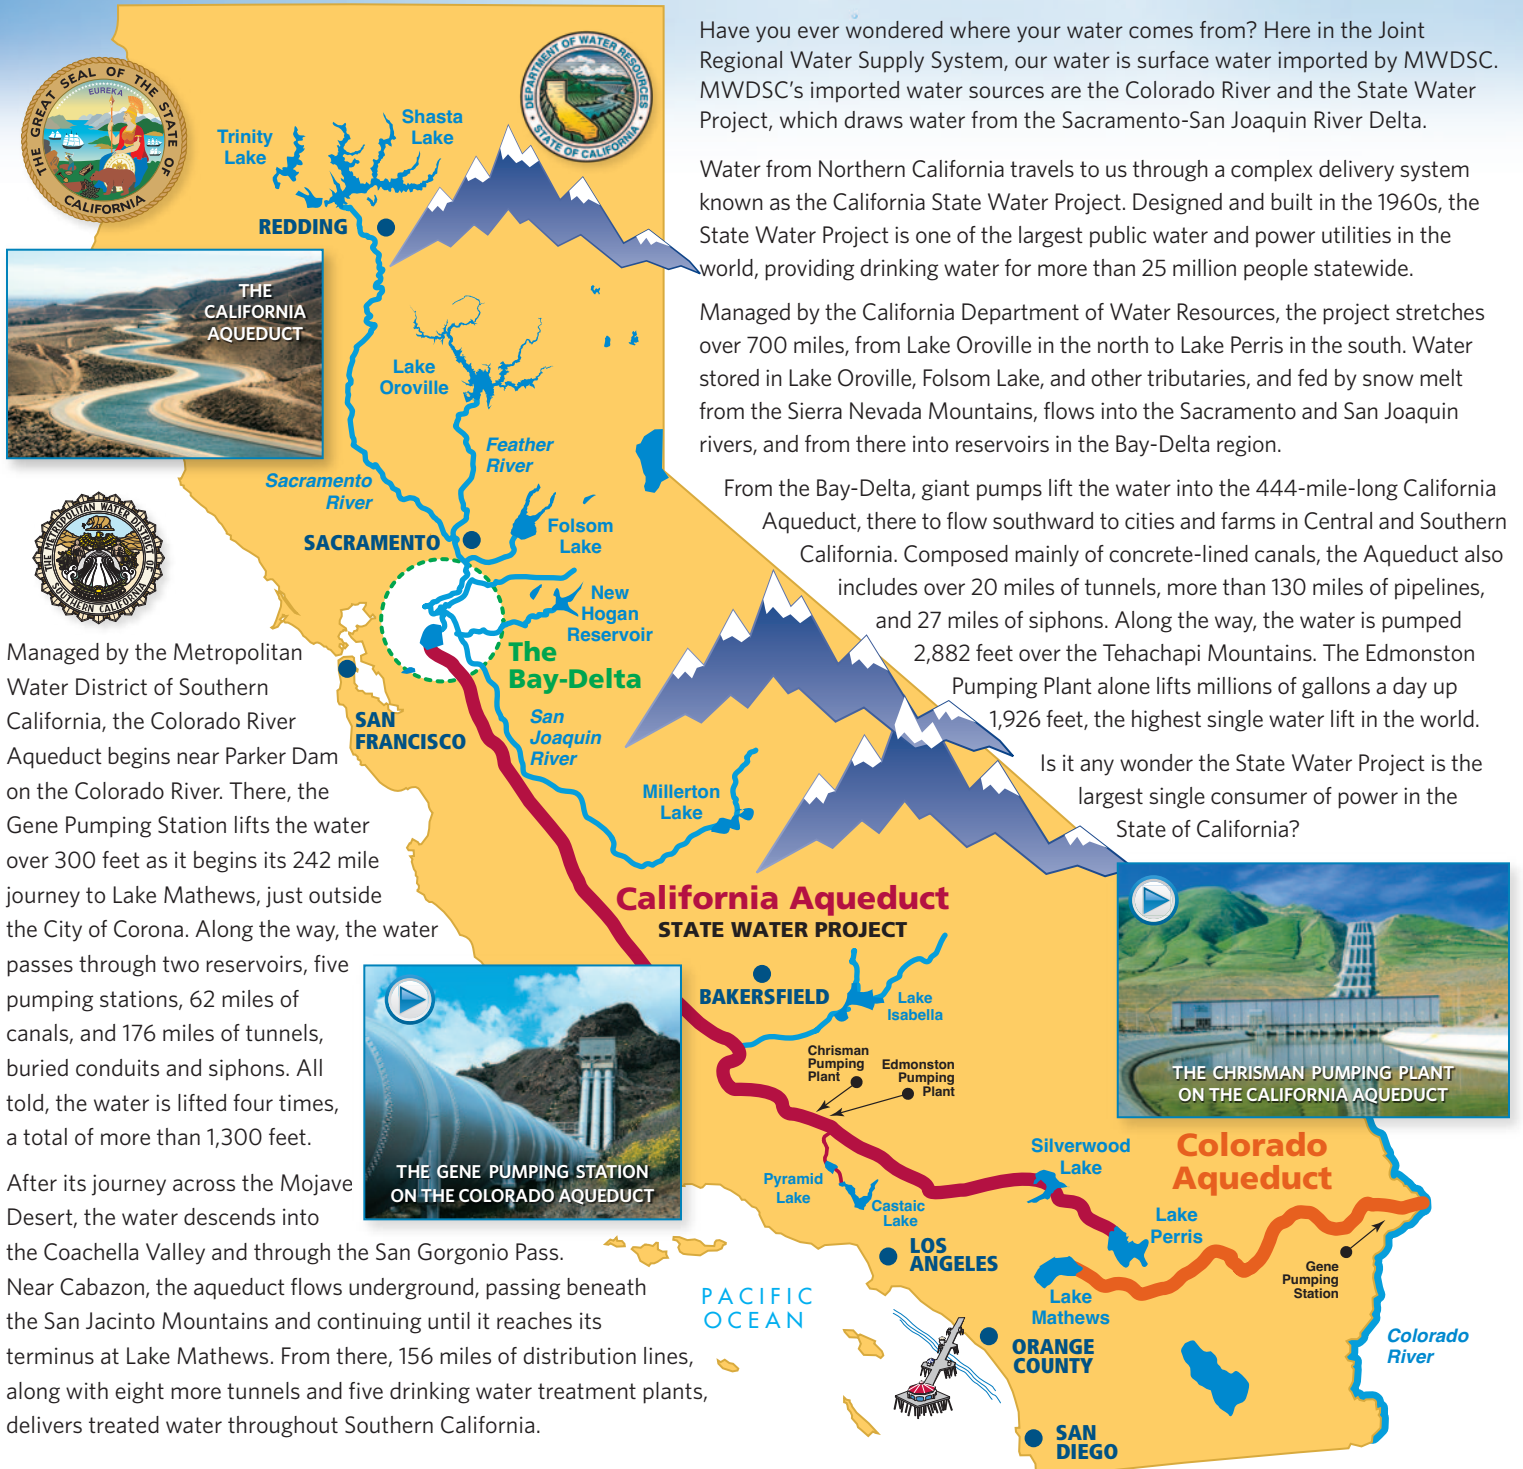 Have you ever wondered where your water comes from? Here in the Joint
Regional Water Supply System, our water is surface water imported by MWDSC.
MWDSC's imported water sources are the Colorado River and the State Water
Project, which draws water from the Sacramento-San Joaquin River Delta.
Water from Northern California travels to us through a complex delivery system
known as the California State Water Project. Designed and built in the 1960s, the
State Water Project is one of the largest public water and power utilities in the
world, providing drinking water for more than 25 million people statewide.
Managed by the California Department of Water Resources, the project stretches
over 700 miles, from Lake Oroville in the north to Lake Perris in the south. Water
stored in Lake Oroville, Folsom Lake, and other tributaries, and fed by snow melt
from the Sierra Nevada Mountains, flows into the Sacramento and San Joaquin
rivers, and from there into reservoirs in the Bay-Delta region.
From the Bay-Delta, giant pumps lift the water into the 444-mile-long California
Aqueduct, there to flow southward to cities and farms in Central and Southern
California. Composed mainly of concrete-lined canals, the Aqueduct also
includes over 20 miles of tunnels, more than 130 miles of pipelines,
and 27 miles of siphons. Along the way, the water is pumped
2,882 feet over the Tehachapi Mountains. The Edmonston
Pumping Plant alone lifts millions of gallons a day up
1,926 feet, the highest single water lift in the world.
Is it any wonder the State Water Project is the
largest single consumer of power in the
State of California?
THE GREAT SEAL OF THE STATE OF CALIFORNIA
EUREKA
DEPARTMENT OF WATER RESOURCES
STATE OF CALIFORNIA
Trinity
Lake
Shasta
Lake
REDDING
THE
CALIFORNIA
AQUEDUCT
Lake
Oroville
Feather
River
Sacramento
River
SACRAMENTO
Folsom
Lake
THE METROPOLITAN WATER DISTRICT OF
SOUTHERN CALIFORNIA
New
Hogan
Reservoir
The
Bay-Delta
SAN
FRANCISCO
San
Joaquin
River
Millerton
Lake
Managed by the Metropolitan
Water District of Southern
California, the Colorado River
Aqueduct begins near Parker Dam
on the Colorado River. There, the
Gene Pumping Station lifts the water
over 300 feet as it begins its 242 mile
journey to Lake Mathews, just outside
the City of Corona. Along the way, the water
passes through two reservoirs, five
pumping stations, 62 miles of
canals, and 176 miles of tunnels,
buried conduits and siphons. All
told, the water is lifted four times,
a total of more than 1,300 feet.
After its journey across the Mojave
Desert, the water descends into
the Coachella Valley and through the San Gorgonio Pass.
Near Cabazon, the aqueduct flows underground, passing beneath
the San Jacinto Mountains and continuing until it reaches its
terminus at Lake Mathews. From there, 156 miles of distribution lines,
along with eight more tunnels and five drinking water treatment plants,
delivers treated water throughout Southern California.
California Aqueduct
STATE WATER PROJECT
BAKERSFIELD
Lake
Isabella
Chrisman
Pumping
Plant
Edmonston
Pumping
Plant
THE GENE PUMPING STATION
ON THE COLORADO AQUEDUCT
THE CHRISMAN PUMPING PLANT
ON THE CALIFORNIA AQUEDUCT
Pyramid
Lake
Castaic
Lake
Silverwood
Lake
Colorado
Aqueduct
Lake
Perris
LOS
ANGELES
Gene
Pumping
Station
PACIFIC
OCEAN
Lake
Mathews
ORANGE
COUNTY
Colorado
River
SAN
DIEGO